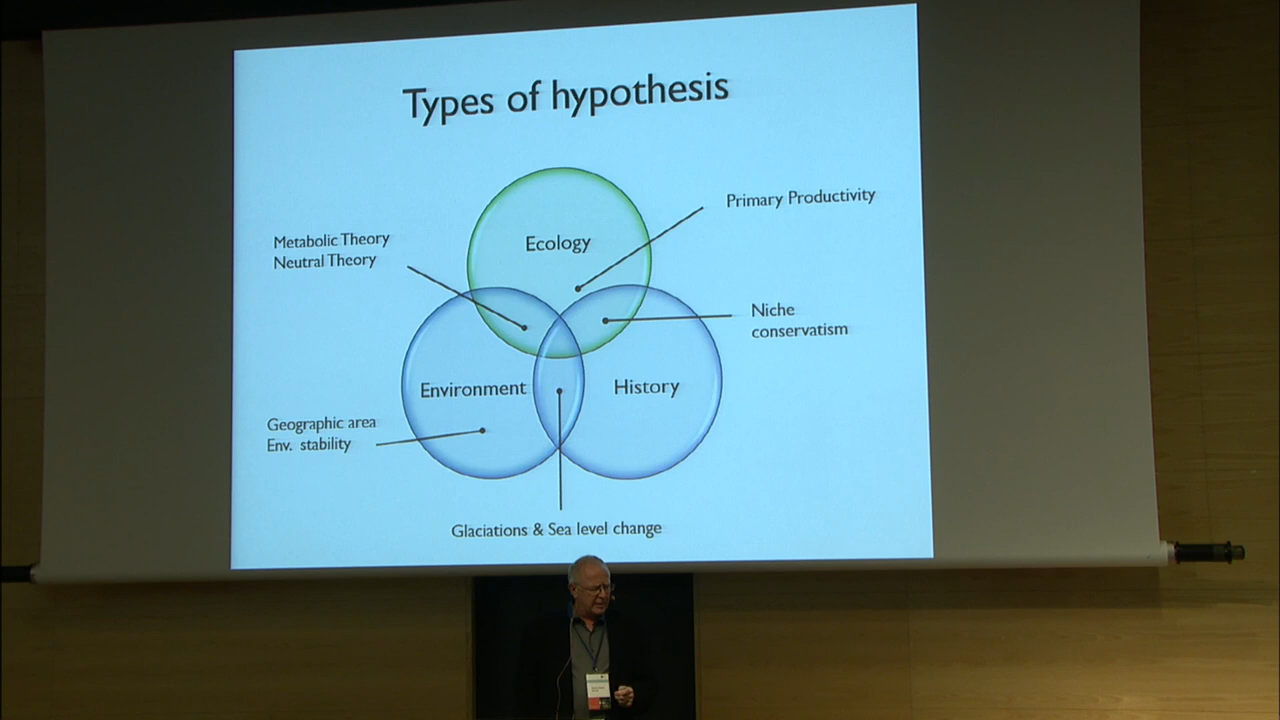 Types of hypothesis
Primary Productivity
Metabolic Theory
Neutral Theory
Ecology
Niche
conservatism
Environment
History
Geographic area
Env. stability
Glaciations & Sea level change